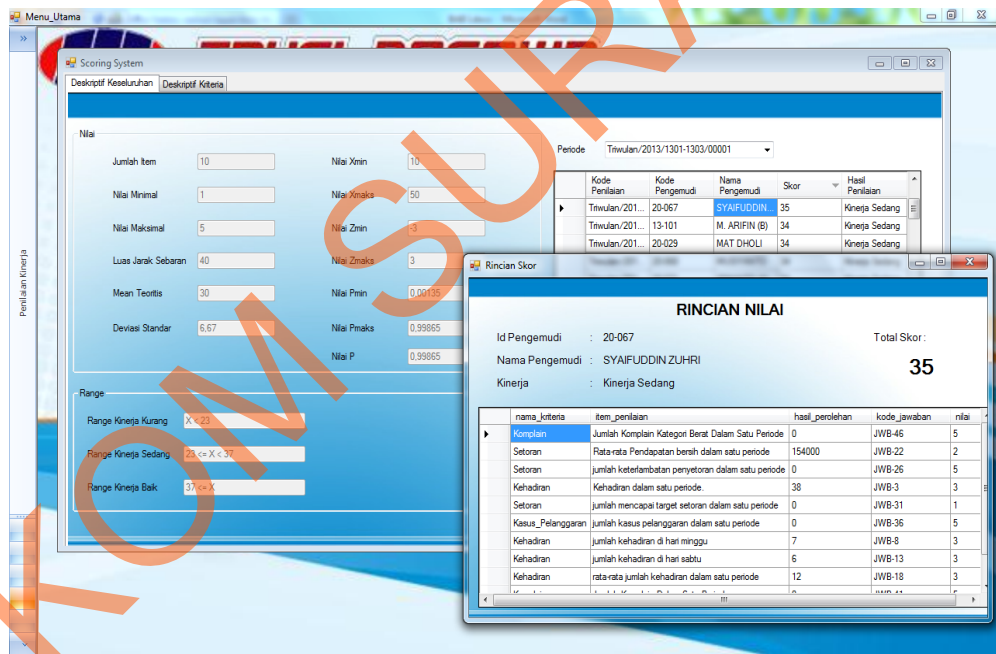 Menu_Utama
»
Scoring System
Deskriptif Keseluruhan Deskriptif Kriteria
Nilai
Jumlah Item 10 Nilai Xmin 10
Nilai Minimal 1 Nilai Xmaks 50
Nilai Maksimal 5 Nilai Zmin -3
Luas Jarak Sebaran 40 Nilai Zmaks 3
Mean Teoritis 30 Nilai Pmin 0,00135
Deviasi Standar 6,67 Nilai Pmaks 0,99865
Nilai P 0,99865
Range
Range Kinerja Kurang X < 23
Range Kinerja Sedang 23 <= X < 37
Range Kinerja Baik 37 <= X
Periode Triwulan/2013/1301-1303/00001
Kode Penilaian Kode Pengemudi Nama Pengemudi Skor Hasil Penilaian
Triwulan/201... 20-067 SYAIFUDDIN... 35 Kinerja Sedang
Triwulan/201... 13-101 M. ARIFIN (B) 34 Kinerja Sedang
Triwulan/201... 20-029 MAT DHOLI 34 Kinerja Sedang
Penilaian Kinerja
Rincian Skor
RINCIAN NILAI
Id Pengemudi : 20-067 Total Skor :
Nama Pengemudi : SYAIFUDDIN ZUHRI 35
Kinerja : Kinerja Sedang
nama_kriteria item_penilaian hasil_perolehan kode_jawaban nilai
Komplain Jumlah Komplain Kategori Berat Dalam Satu Periode 0 JWB-46 5
Setoran Rata-rata Pendapatan bersih dalam satu periode 154000 JWB-22 2
Setoran jumlah keterlambatan penyetoran dalam satu periode 0 JWB-26 5
Kehadiran Kehadiran dalam satu periode. 38 JWB-3 3
Setoran jumlah mencapai target setoran dalam satu periode 0 JWB-31 1
Kasus_Pelanggaran jumlah kasus pelanggaran dalam satu periode 0 JWB-36 5
Kehadiran jumlah kehadiran di hari minggu 7 JWB-8 3
Kehadiran jumlah kehadiran di hari sabtu 6 JWB-13 3
Kehadiran rata-rata jumlah kehadiran dalam satu periode 12 JWB-18 3
KOM SURA